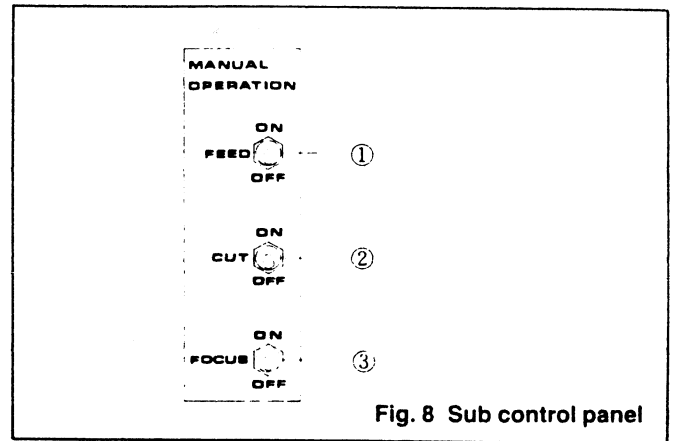 MANUAL
OPERATION
ON
FEED
OFF
①
ON
CUT
OFF
②
ON
FOCUS
OFF
③
Fig. 8 Sub control panel